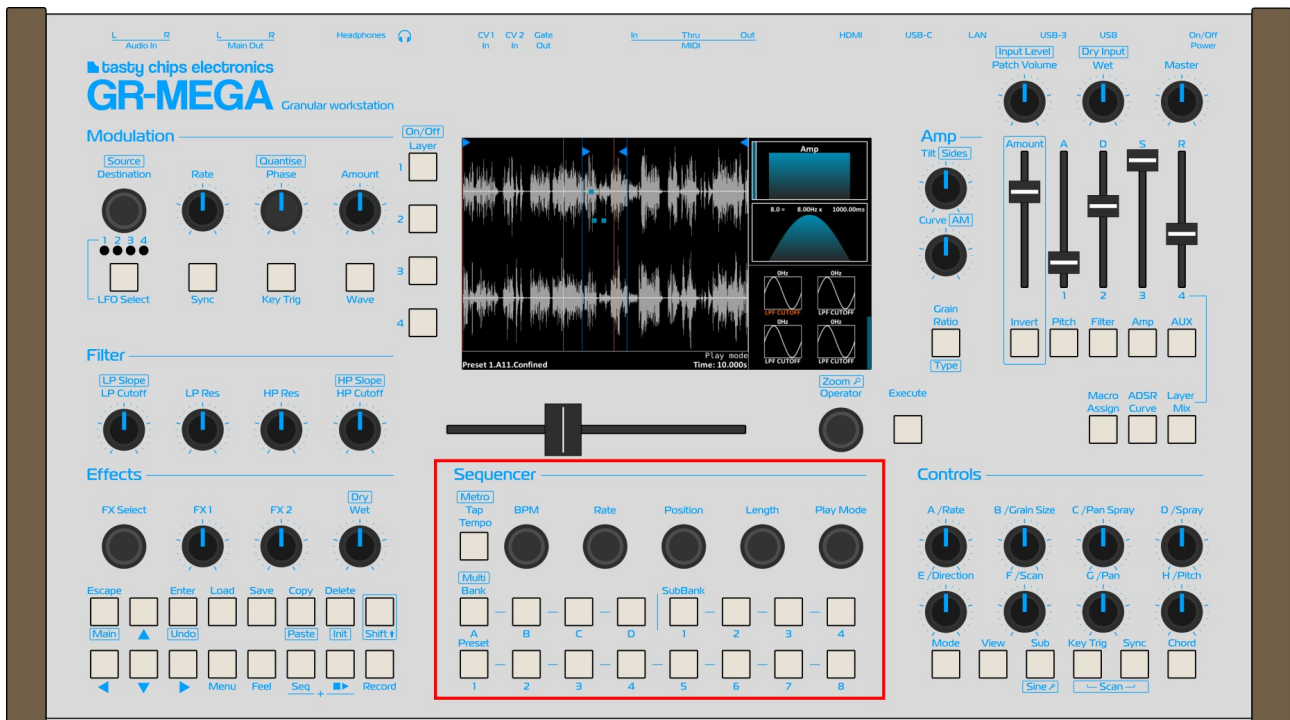 L R Headphones CV 1 CV 2 Gate In Thru Out HDMI USB-C LAN USB-3 USB On/Off
Audio In Main Out In In Out MIDI Power
L R
Input Level Dry Input
Patch Volume Wet Master
tasty chips electronics
GR-MEGA Granular workstation
Modulation
Source Quantise
Destination Rate Phase Amount
1 2 3 4
LFO Select Sync Key Trig Wave
On/Off
Layer
1
2
3
4
Amp
8.0 = 8.00Hz x 1000.00ms
0Hz 0Hz
LPF CUTOFF LPF CUTOFF
0Hz 0Hz
LPF CUTOFF LPF CUTOFF
Play mode
Preset 1.A11.Confined Time: 10.000s
Amp
Tilt Sides
Curve AM
Grain
Ratio
Type
Amount A D S R
1 2 3 4
Invert Pitch Filter Amp AUX
Macro ADSR Layer
Assign Curve Mix
Filter
LP Slope HP Slope
LP Cutoff LP Res HP Res HP Cutoff
Zoom
Operator Execute
Effects
Dry
FX Select FX 1 FX 2 Wet
Escape Enter Load Save Copy Delete
Main Undo Paste Init Shift
Menu Feel Seq + Record
Sequencer
Metro
Tap BPM Rate Position Length Play Mode
Tempo
Multi
Bank SubBank
A B C D 1 2 3 4
Preset
1 2 3 4 5 6 7 8
Controls
A /Rate B /Grain Size C /Pan Spray D /Spray
E /Direction F /Scan G /Pan H /Pitch
Mode View Sub Key Trig Sync Chord
Sine Scan